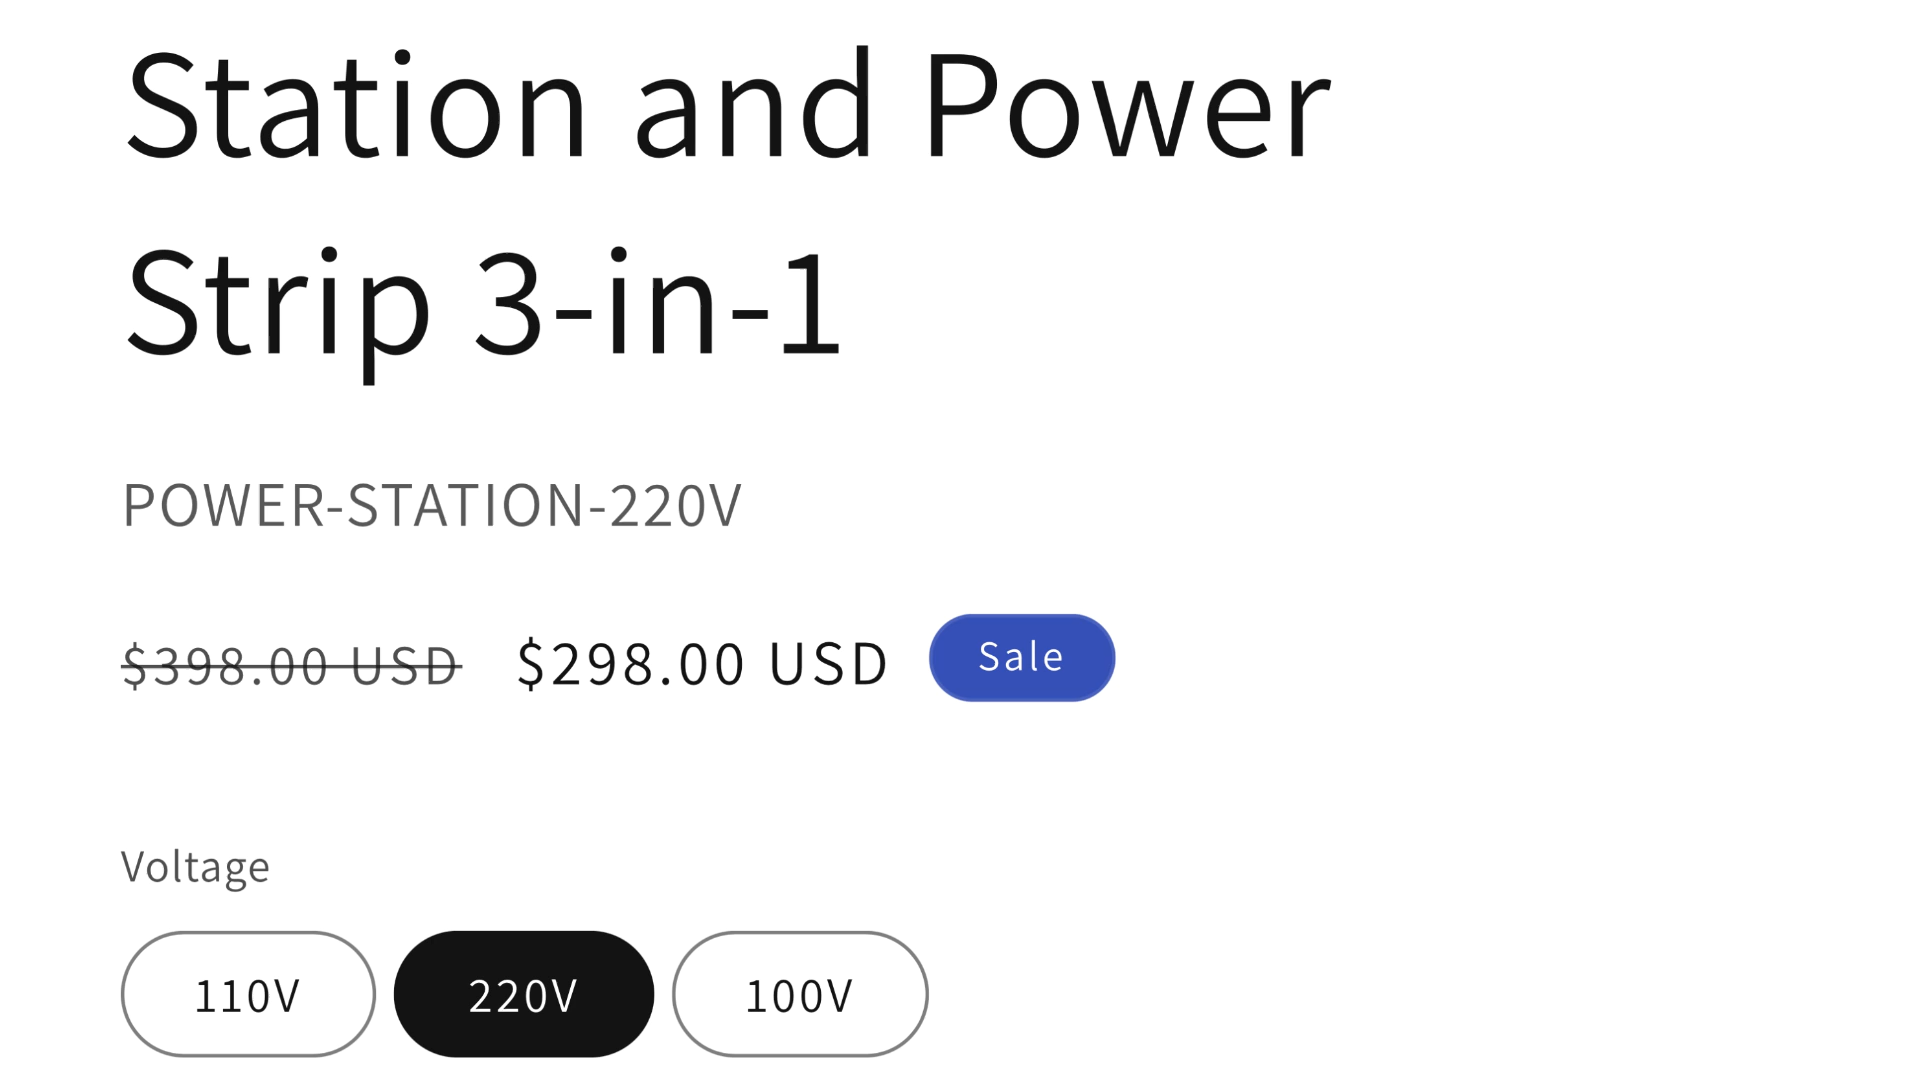 Station and Power
Strip 3-in-1
POWER-STATION-220V
$398.00 USD $298.00 USD Sale
Voltage
110V 220V 100V